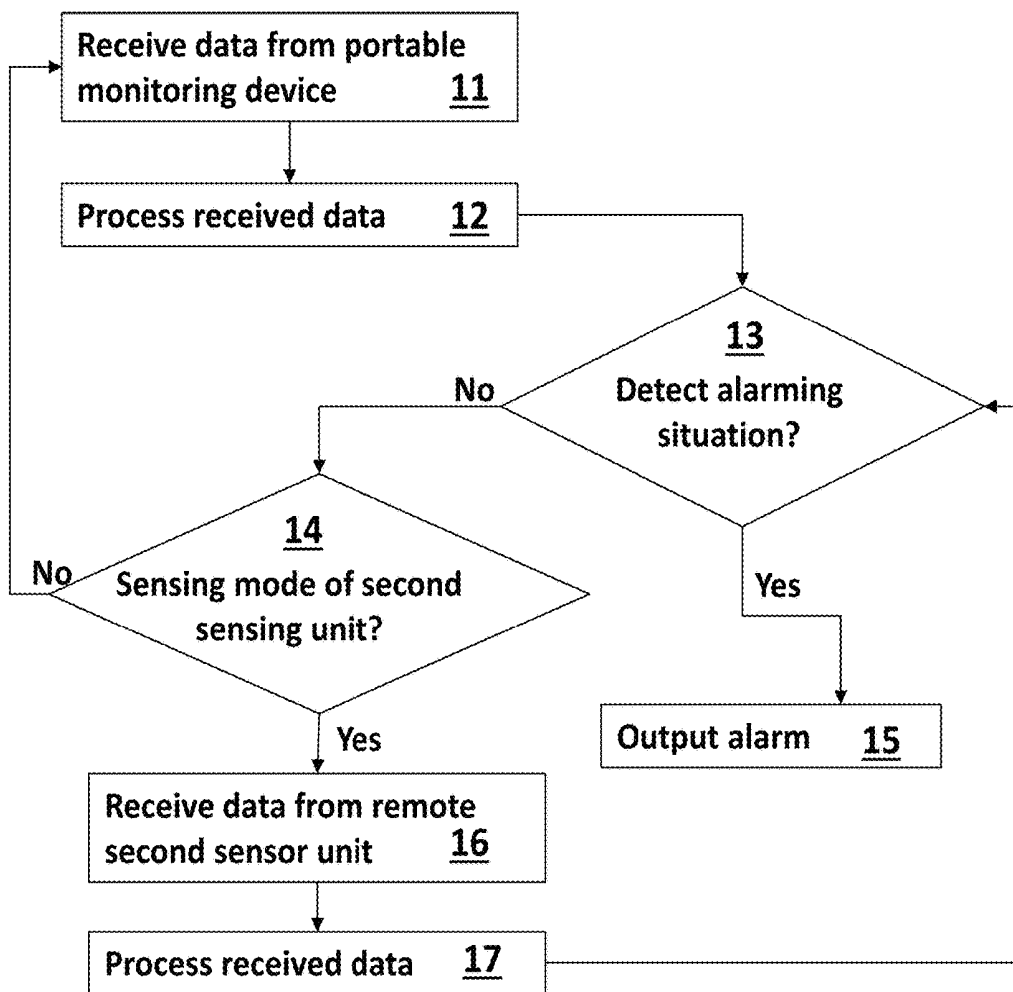 Receive data from portable
monitoring device 11
Process received data 12
13
Detect alarming
situation?
No
14
Sensing mode of second
sensing unit?
No
Yes
Output alarm 15
Yes
Receive data from remote
second sensor unit 16
Process received data 17